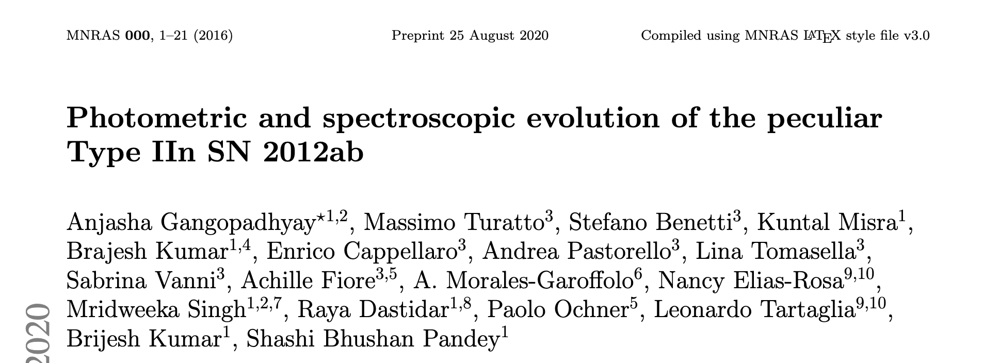 MNRAS 000, 1–21 (2016) Preprint 25 August 2020 Compiled using MNRAS LATEX style file v3.0
Photometric and spectroscopic evolution of the peculiar
Type IIn SN 2012ab
Anjasha Gangopadhyay⋆1,2, Massimo Turatto3, Stefano Benetti3, Kuntal Misra1,
Brajesh Kumar1,4, Enrico Cappellaro3, Andrea Pastorello3, Lina Tomasella3,
Sabrina Vanni3, Achille Fiore3,5, A. Morales-Garoffolo6, Nancy Elias-Rosa9,10,
Mridweeka Singh1,2,7, Raya Dastidar1,8, Paolo Ochner5, Leonardo Tartaglia9,10,
Brijesh Kumar1, Shashi Bhushan Pandey1
2020